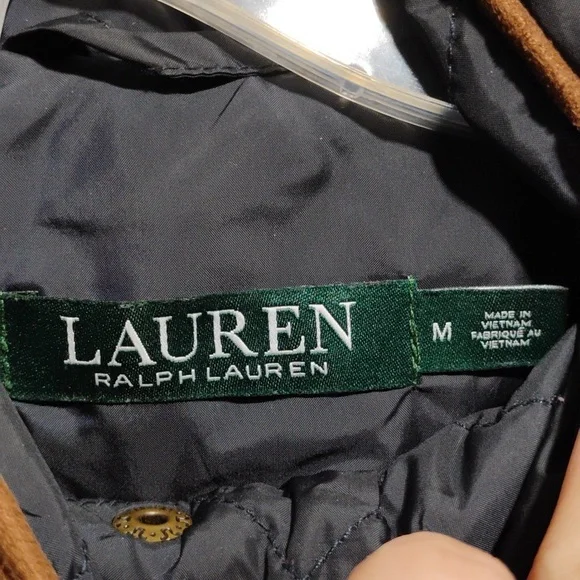 LAUREN
RALPH LAUREN
M
MADE IN
VIETNAM
FABRIQUÉ AU
VIETNAM